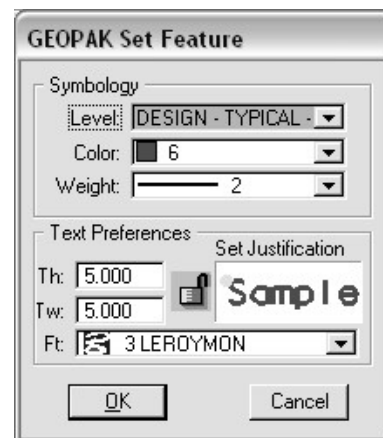 GEOPAK Set Feature
Symbology
Level: DESIGN - TYPICAL -
Color: 6
Weight: 2
Text Preferences
Set Justification
Th: 5.000
Sample
Tw: 5.000
Ft: 3 LEROYMON
OK Cancel